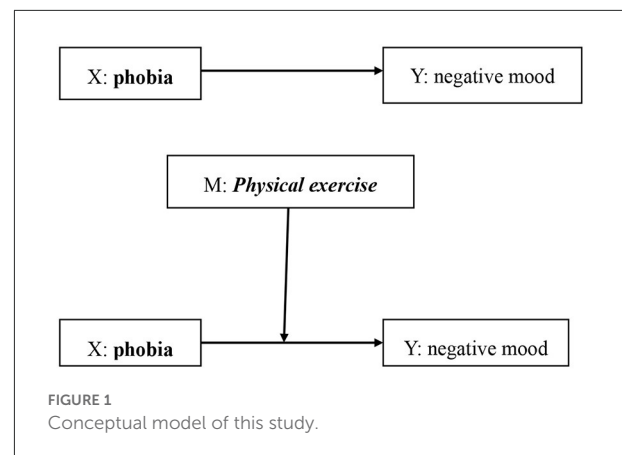 X: phobia
Y: negative mood
M: Physical exercise
X: phobia
Y: negative mood
FIGURE 1
Conceptual model of this study.